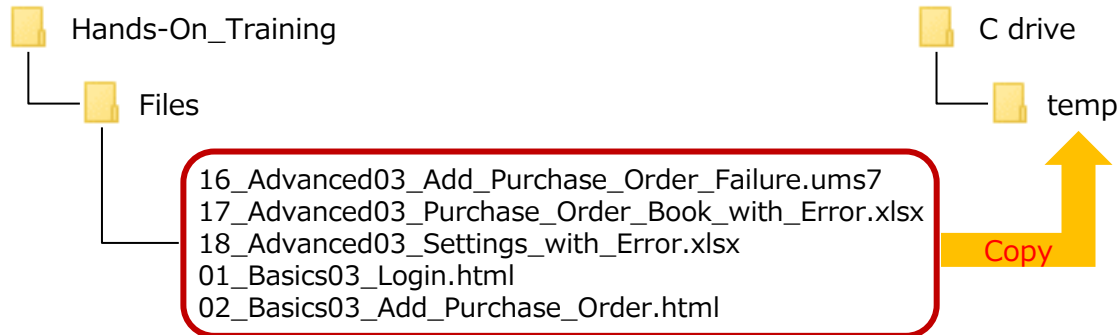 Hands-On_Training
C drive
Files
temp
16_Advanced03_Add_Purchase_Order_Failure.ums7
17_Advanced03_Purchase_Order_Book_with_Error.xlsx
18_Advanced03_Settings_with_Error.xlsx
01_Basics03_Login.html
02_Basics03_Add_Purchase_Order.html
Copy